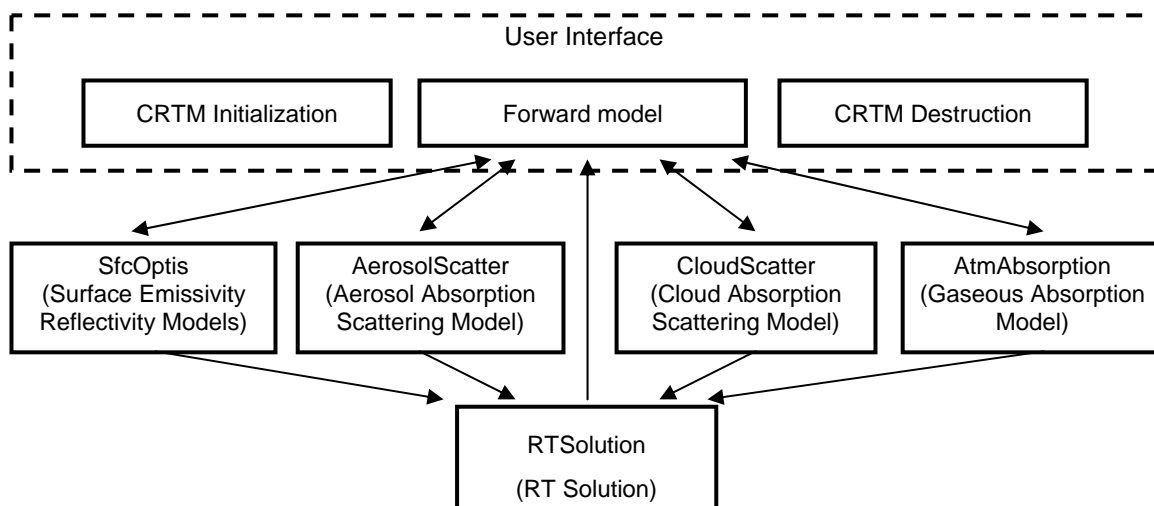 User Interface
CRTM Initialization
Forward model
CRTM Destruction
SfcOptis
(Surface Emissivity
Reflectivity Models)
AerosolScatter
(Aerosol Absorption
Scattering Model)
CloudScatter
(Cloud Absorption
Scattering Model)
AtmAbsorption
(Gaseous Absorption
Model)
RTSolution
(RT Solution)